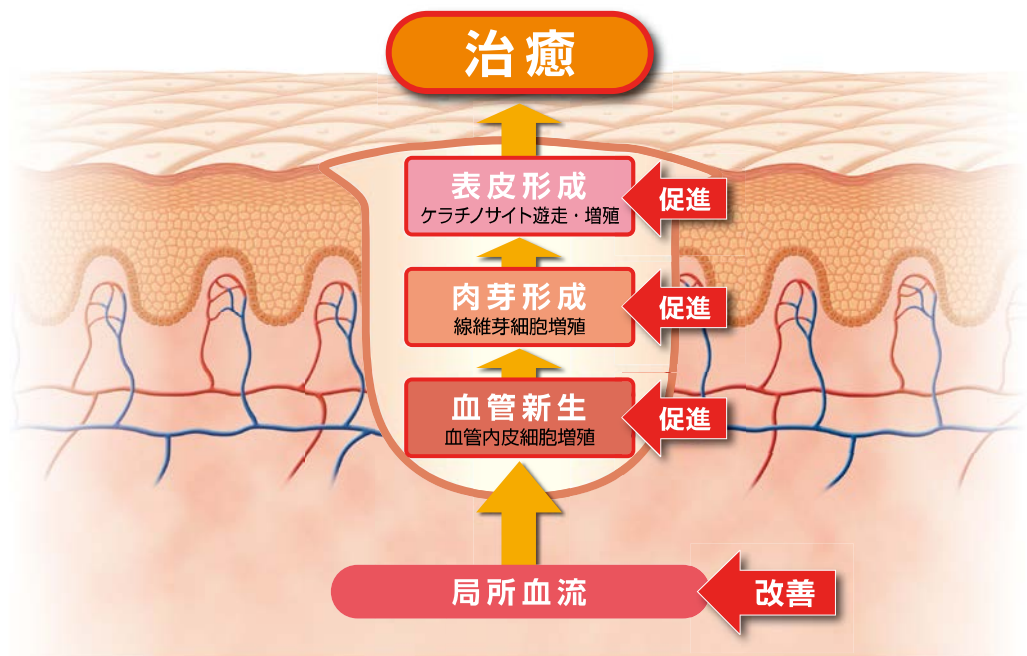 治癒
表皮形成
ケラチノサイト遊走・増殖
促進
肉芽形成
線維芽細胞増殖
促進
血管新生
血管内皮細胞増殖
促進
局所血流
改善